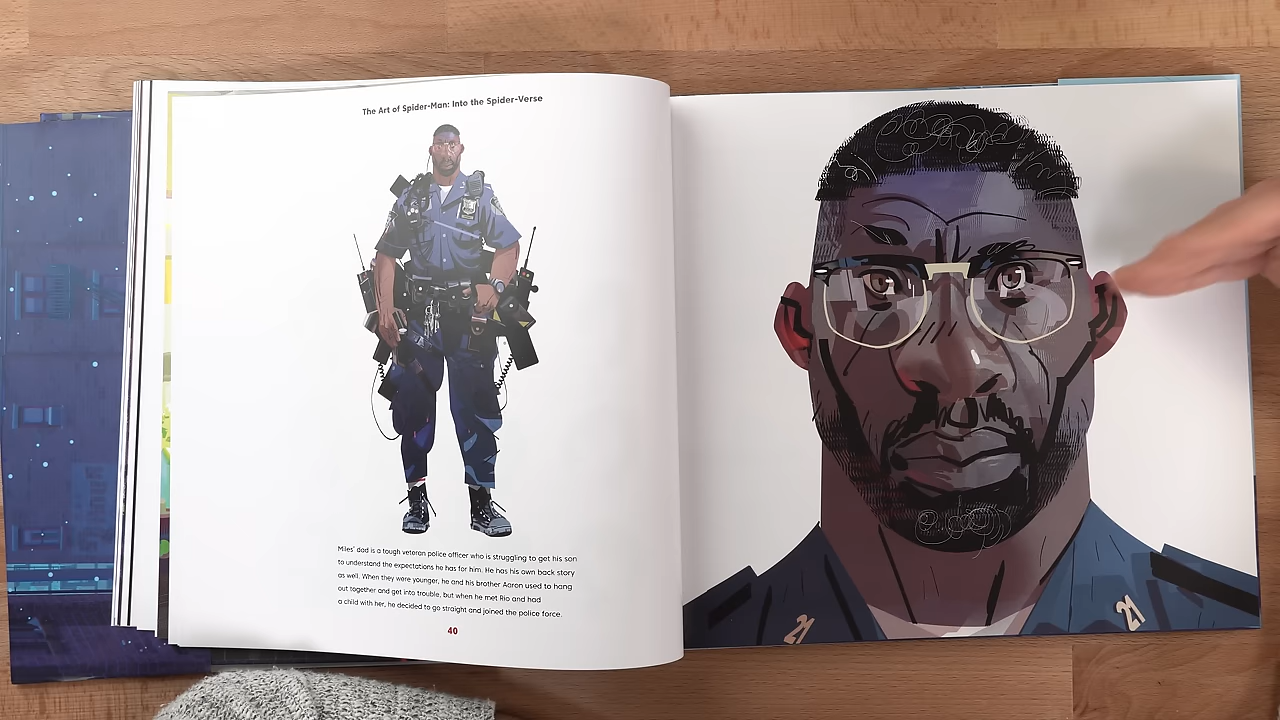 The Art of Spider-Man: Into the Spider-Verse
Miles' dad is a tough veteran police officer who is struggling to get his son
to understand the expectations he has for him. He has his own back story
as well. When they were younger, he and his brother Aaron used to hang
out together and get into trouble, but when he met Rio and had
a child with her, he decided to go straight and joined the police force.
40
21
21